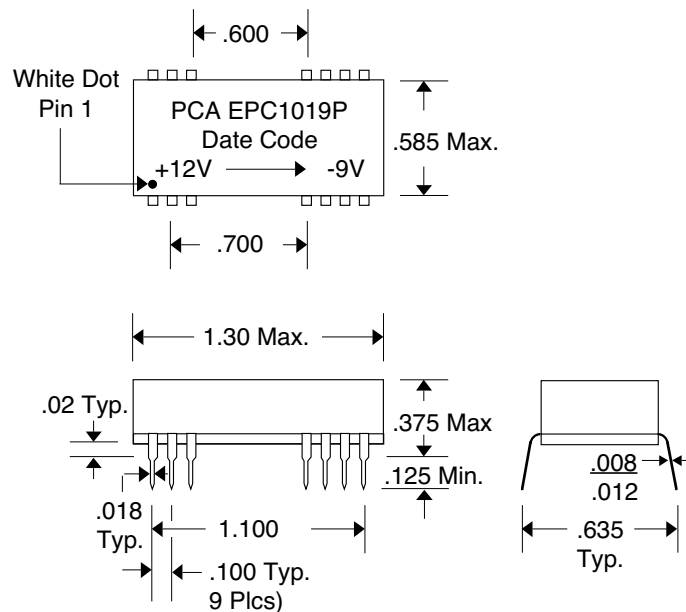 .600
White Dot
Pin 1
PCA EPC1019P
Date Code
+12V
-9V
.585 Max.
.700
1.30 Max.
.02 Typ.
.375 Max
.125 Min.
.018
Typ.
1.100
.100 Typ.
9 Plcs)
.008
.012
.635
Typ.